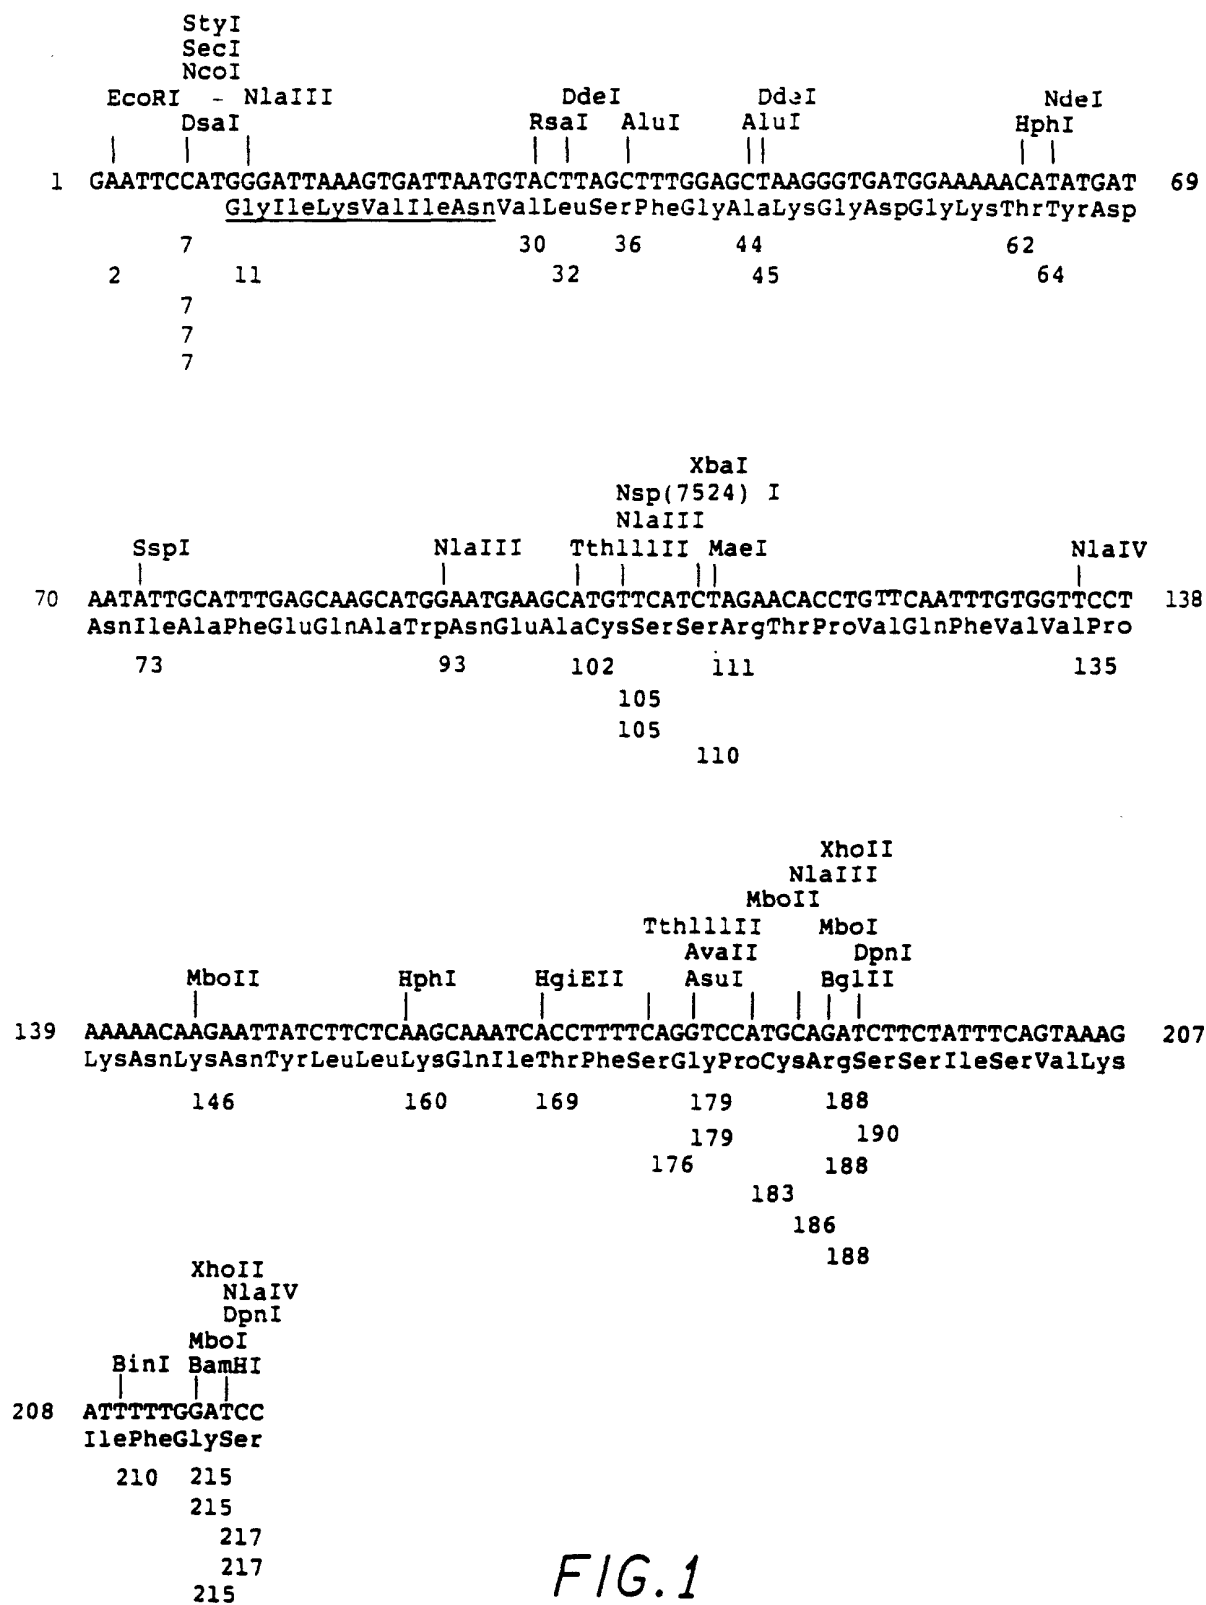 StyI
SecI
NcoI
EcoRI - NlaIII DdeI DdeI NdeI
DsaI RsaI AluI AluI HphI
1 GAATTCCATGGGATTAAAGTGATTAATGTACTTAGCTTTGGAGCTAAGGGTGATGGAAAAACATATGAT 69
GlyIleLysValIleAsnValLeuSerPheGlyAlaLysGlyAspGlyLysThrTyrAsp
7 30 36 44 62
2 11 32 45 64
7
7
7
XbaI
Nsp(7524) I
NlaIII
SspI NlaIII Tth111II MaeI NlaIV
70 AATATTGCATTTGAGCAAGCATGGAATGAAGCATGTTCATCTAGAACACCTGTTCAATTTGTGGTTCCT 138
AsnIleAlaPheGluGlnAlaTrpAsnGluAlaCysSerSerArgThrProValGlnPheValValPro
73 93 102 111 135
105
105
110
XhoII
NlaIII
MboII
Tth111II MboI
AvaII DpnI
MboII HphI HgiEII AsuI BglII
139 AAAAACAAGAATTATCTTCTCAAGCAAATCACCTTTTCAGGTCCATGCAGATCTTCTATTTCAGTAAAG 207
LysAsnLysAsnTyrLeuLeuLysGlnIleThrPheSerGlyProCysArgSerSerIleSerValLys
146 160 169 179 188
179 190
176 188
183
186
188
XhoII
NlaIV
DpnI
MboI
BinI BamHI
208 ATTTTTGGATCC
IlePheGlySer
210 215
215
217
217
215
FIG.1